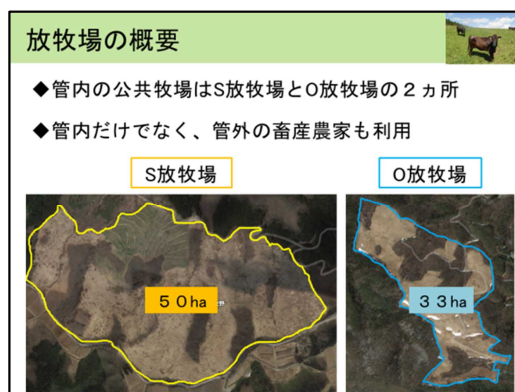 放牧場の概要
◆管内の公共牧場はS放牧場とO放牧場の２ヵ所
◆管内だけでなく、管外の畜産農家も利用
S放牧場
O放牧場
５０ha
３３ha